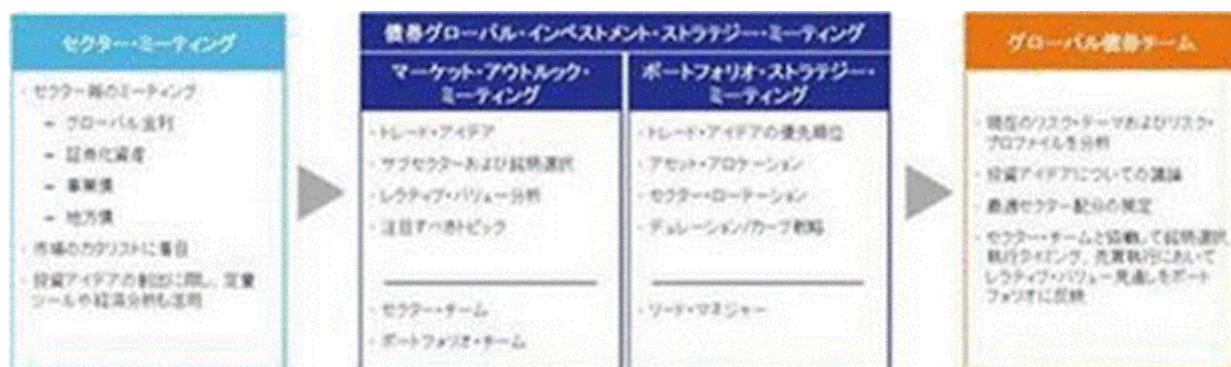 セクター・ミーティング
・セクター毎のミーティング
－ グローバル金利
－ 証券化資産
－ 事業債
－ 地方債
・市場のカタリストに着目
・投資アイデアの創出に際し、定量
ツールや経済分析も活用
債券グローバル・インベストメント・ストラテジー・ミーティング
マーケット・アウトルック・
ミーティング
・トレード・アイデア
・サブセクターおよび銘柄選択
・レラティブ・バリュー分析
・注目すべきトピック
・セクター・チーム
・ポートフォリオ・チーム
ポートフォリオ・ストラテジー・
ミーティング
・トレード・アイデアの優先順位
・アセット・アロケーション
・セクター・ローテーション
・デュレーション/カーブ戦略
・リード・マネジャー
グローバル債券チーム
・現在のリスク・テーマおよびリスク・
プロファイルを分析
・投資アイデアについての議論
・最適セクター配分の策定
・セクター・チームと協働して銘柄選択
執行タイミング、売買執行において
レラティブ・バリュー見通しをポート
フォリオに反映